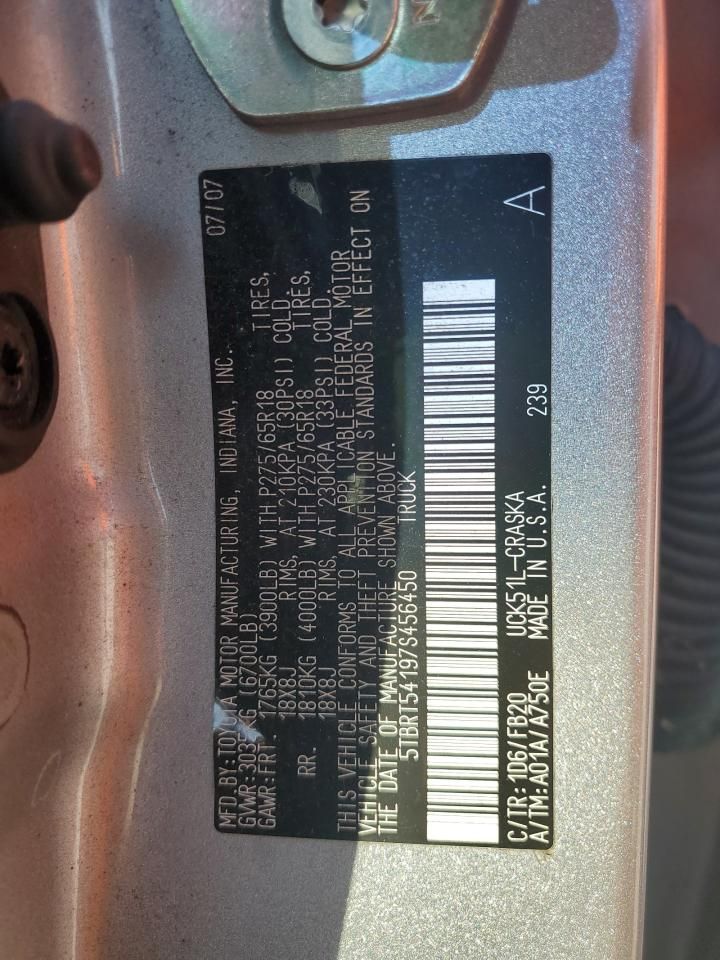 MFD BY:TOYOTA MOTOR MANUFACTURING, INDIANA, INC. 07/07
GVWR:3035KG (6700LB)
GAWR:FRT. 1765KG (3900LB) WITH P275/65R18 TIRES,
18X8J RIMS, AT 210KPA (30PSI) COLD.
RR. 1810KG (4000LB) WITH P275/65R18 TIRES,
18X8J RIMS, AT 230KPA (33PSI) COLD.
THIS VEHICLE CONFORMS TO ALL APPLICABLE FEDERAL MOTOR
VEHICLE SAFETY AND THEFT PREVENTION STANDARDS IN EFFECT ON
THE DATE OF MANUFACTURE SHOWN ABOVE.
5TBRT54197S456450 TRUCK
C/TR:1D6/FB20 UCK51L-CRASKA
A/TM:A01A/A750E MADE IN U.S.A. 239 A